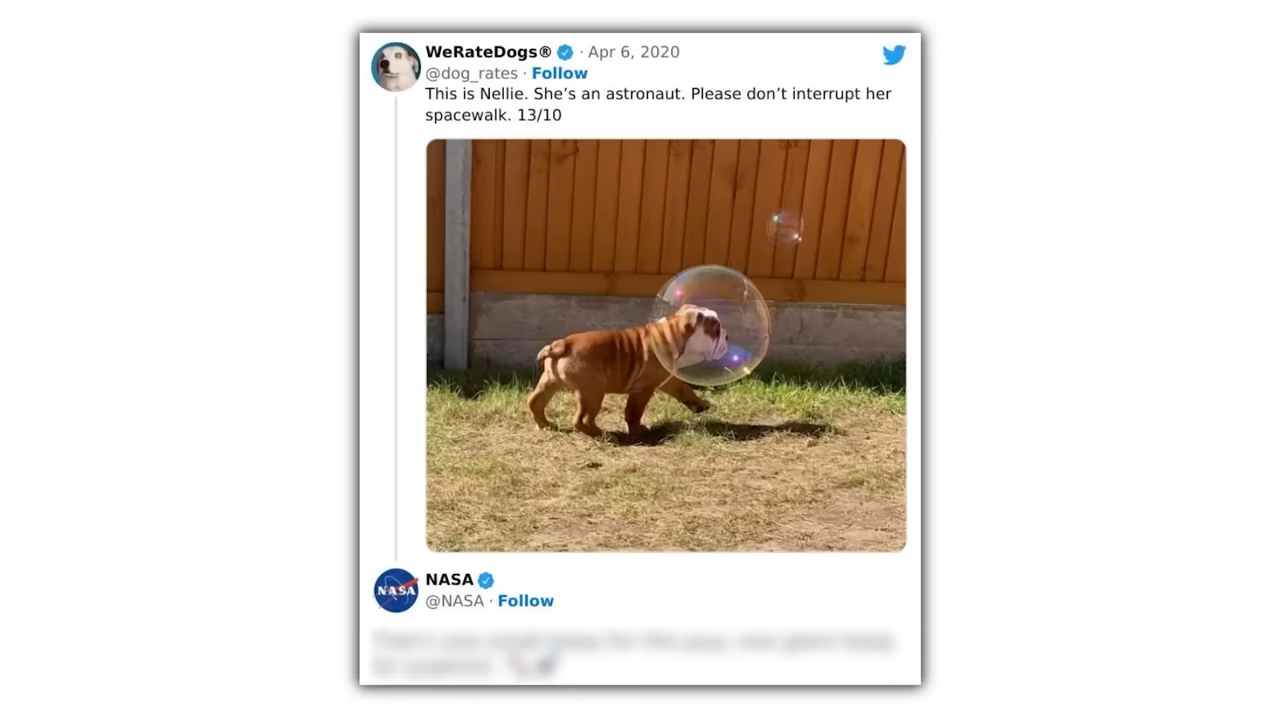 WeRateDogs® · Apr 6, 2020
@dog_rates · Follow
This is Nellie. She’s an astronaut. Please don’t interrupt her
spacewalk. 13/10
NASA
NASA
@NASA · Follow